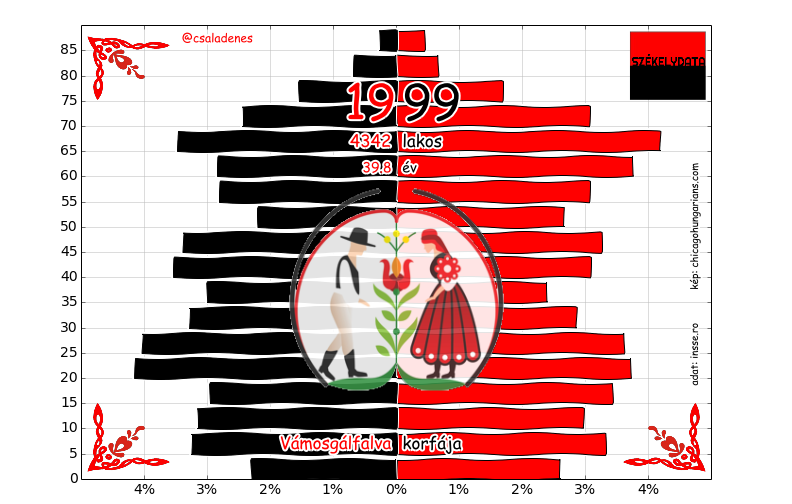 @csaladenes
SZÉKELYDATA
1999
4342 lakos
39.8 év
Vámosgálfalva korfája
kép: chicagohungarians.com
adat: insse.ro
85
80
75
70
65
60
55
50
45
40
35
30
25
20
15
10
5
0
4% 3% 2% 1% 0% 1% 2% 3% 4%